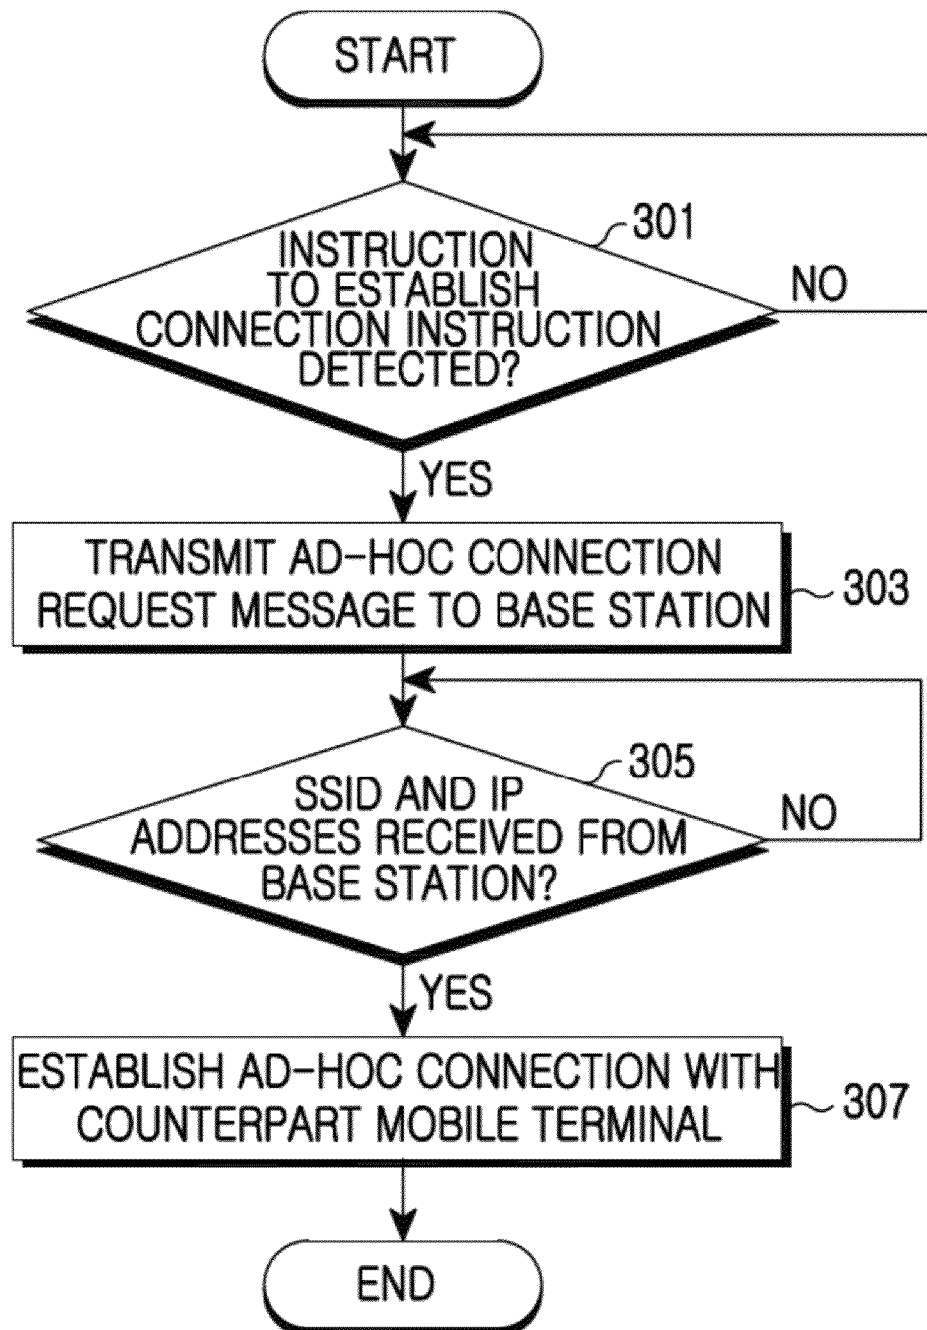 START
301
INSTRUCTION
TO ESTABLISH
CONNECTION INSTRUCTION
DETECTED?
NO
YES
TRANSMIT AD-HOC CONNECTION
REQUEST MESSAGE TO BASE STATION
303
305
SSID AND IP
ADDRESSES RECEIVED FROM
BASE STATION?
NO
YES
ESTABLISH AD-HOC CONNECTION WITH
COUNTERPART MOBILE TERMINAL
307
END